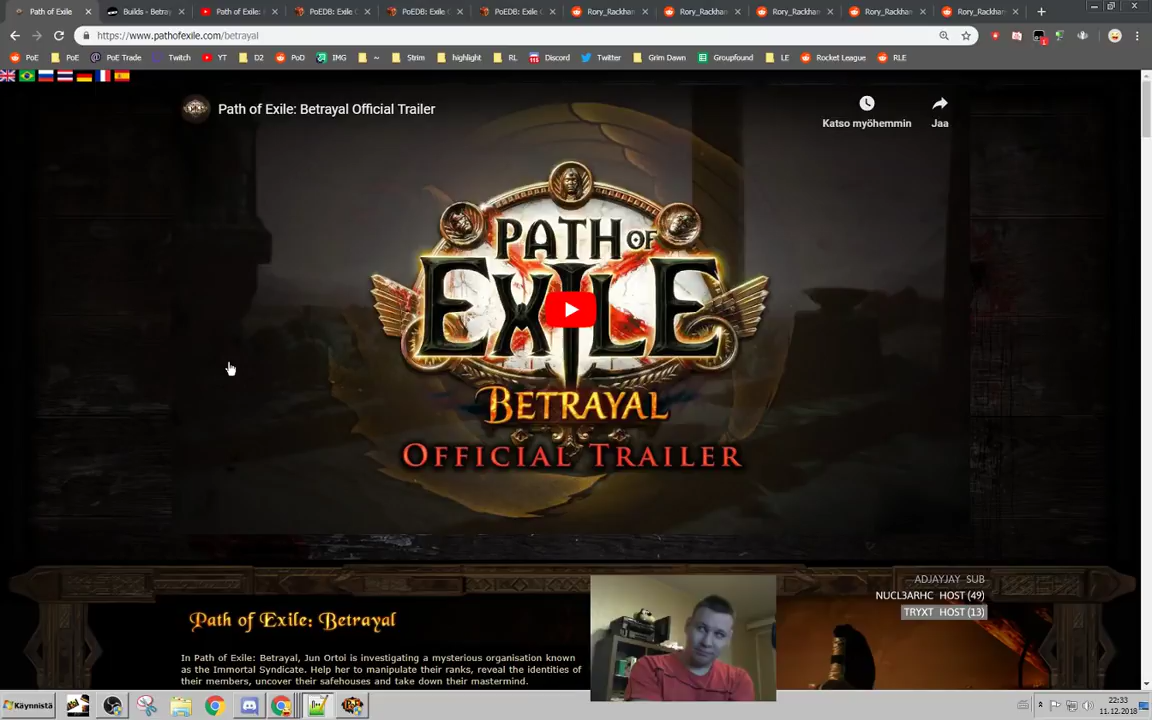 Path of Exile
Builds - Betray
Path of Exile:
PoEDB: Exile C
PoEDB: Exile C
PoEDB: Exile C
Rory_Rackham
Rory_Rackham
Rory_Rackham
Rory_Rackham
Rory_Rackham
https://www.pathofexile.com/betrayal
PoE
PoE
PoE Trade
Twitch
YT
D2
PoD
IMG
~
Strim
highlight
RL
Discord
Twitter
Grim Dawn
Groupfound
LE
Rocket League
RLE
Path of Exile: Betrayal Official Trailer
Katso myöhemmin
Jaa
PATH OF
EXILE
BETRAYAL
OFFICIAL TRAILER
ADJAYJAY SUB
NUCL3ARHC HOST (49)
TRYXT HOST (13)
Path of Exile: Betrayal
In Path of Exile: Betrayal, Jun Ortoi is investigating a mysterious organisation known
as the Immortal Syndicate. Help her to manipulate their ranks, reveal the identities of
their members, uncover their safehouses and take down their mastermind.
Käynnistä
22:33
11.12.2018